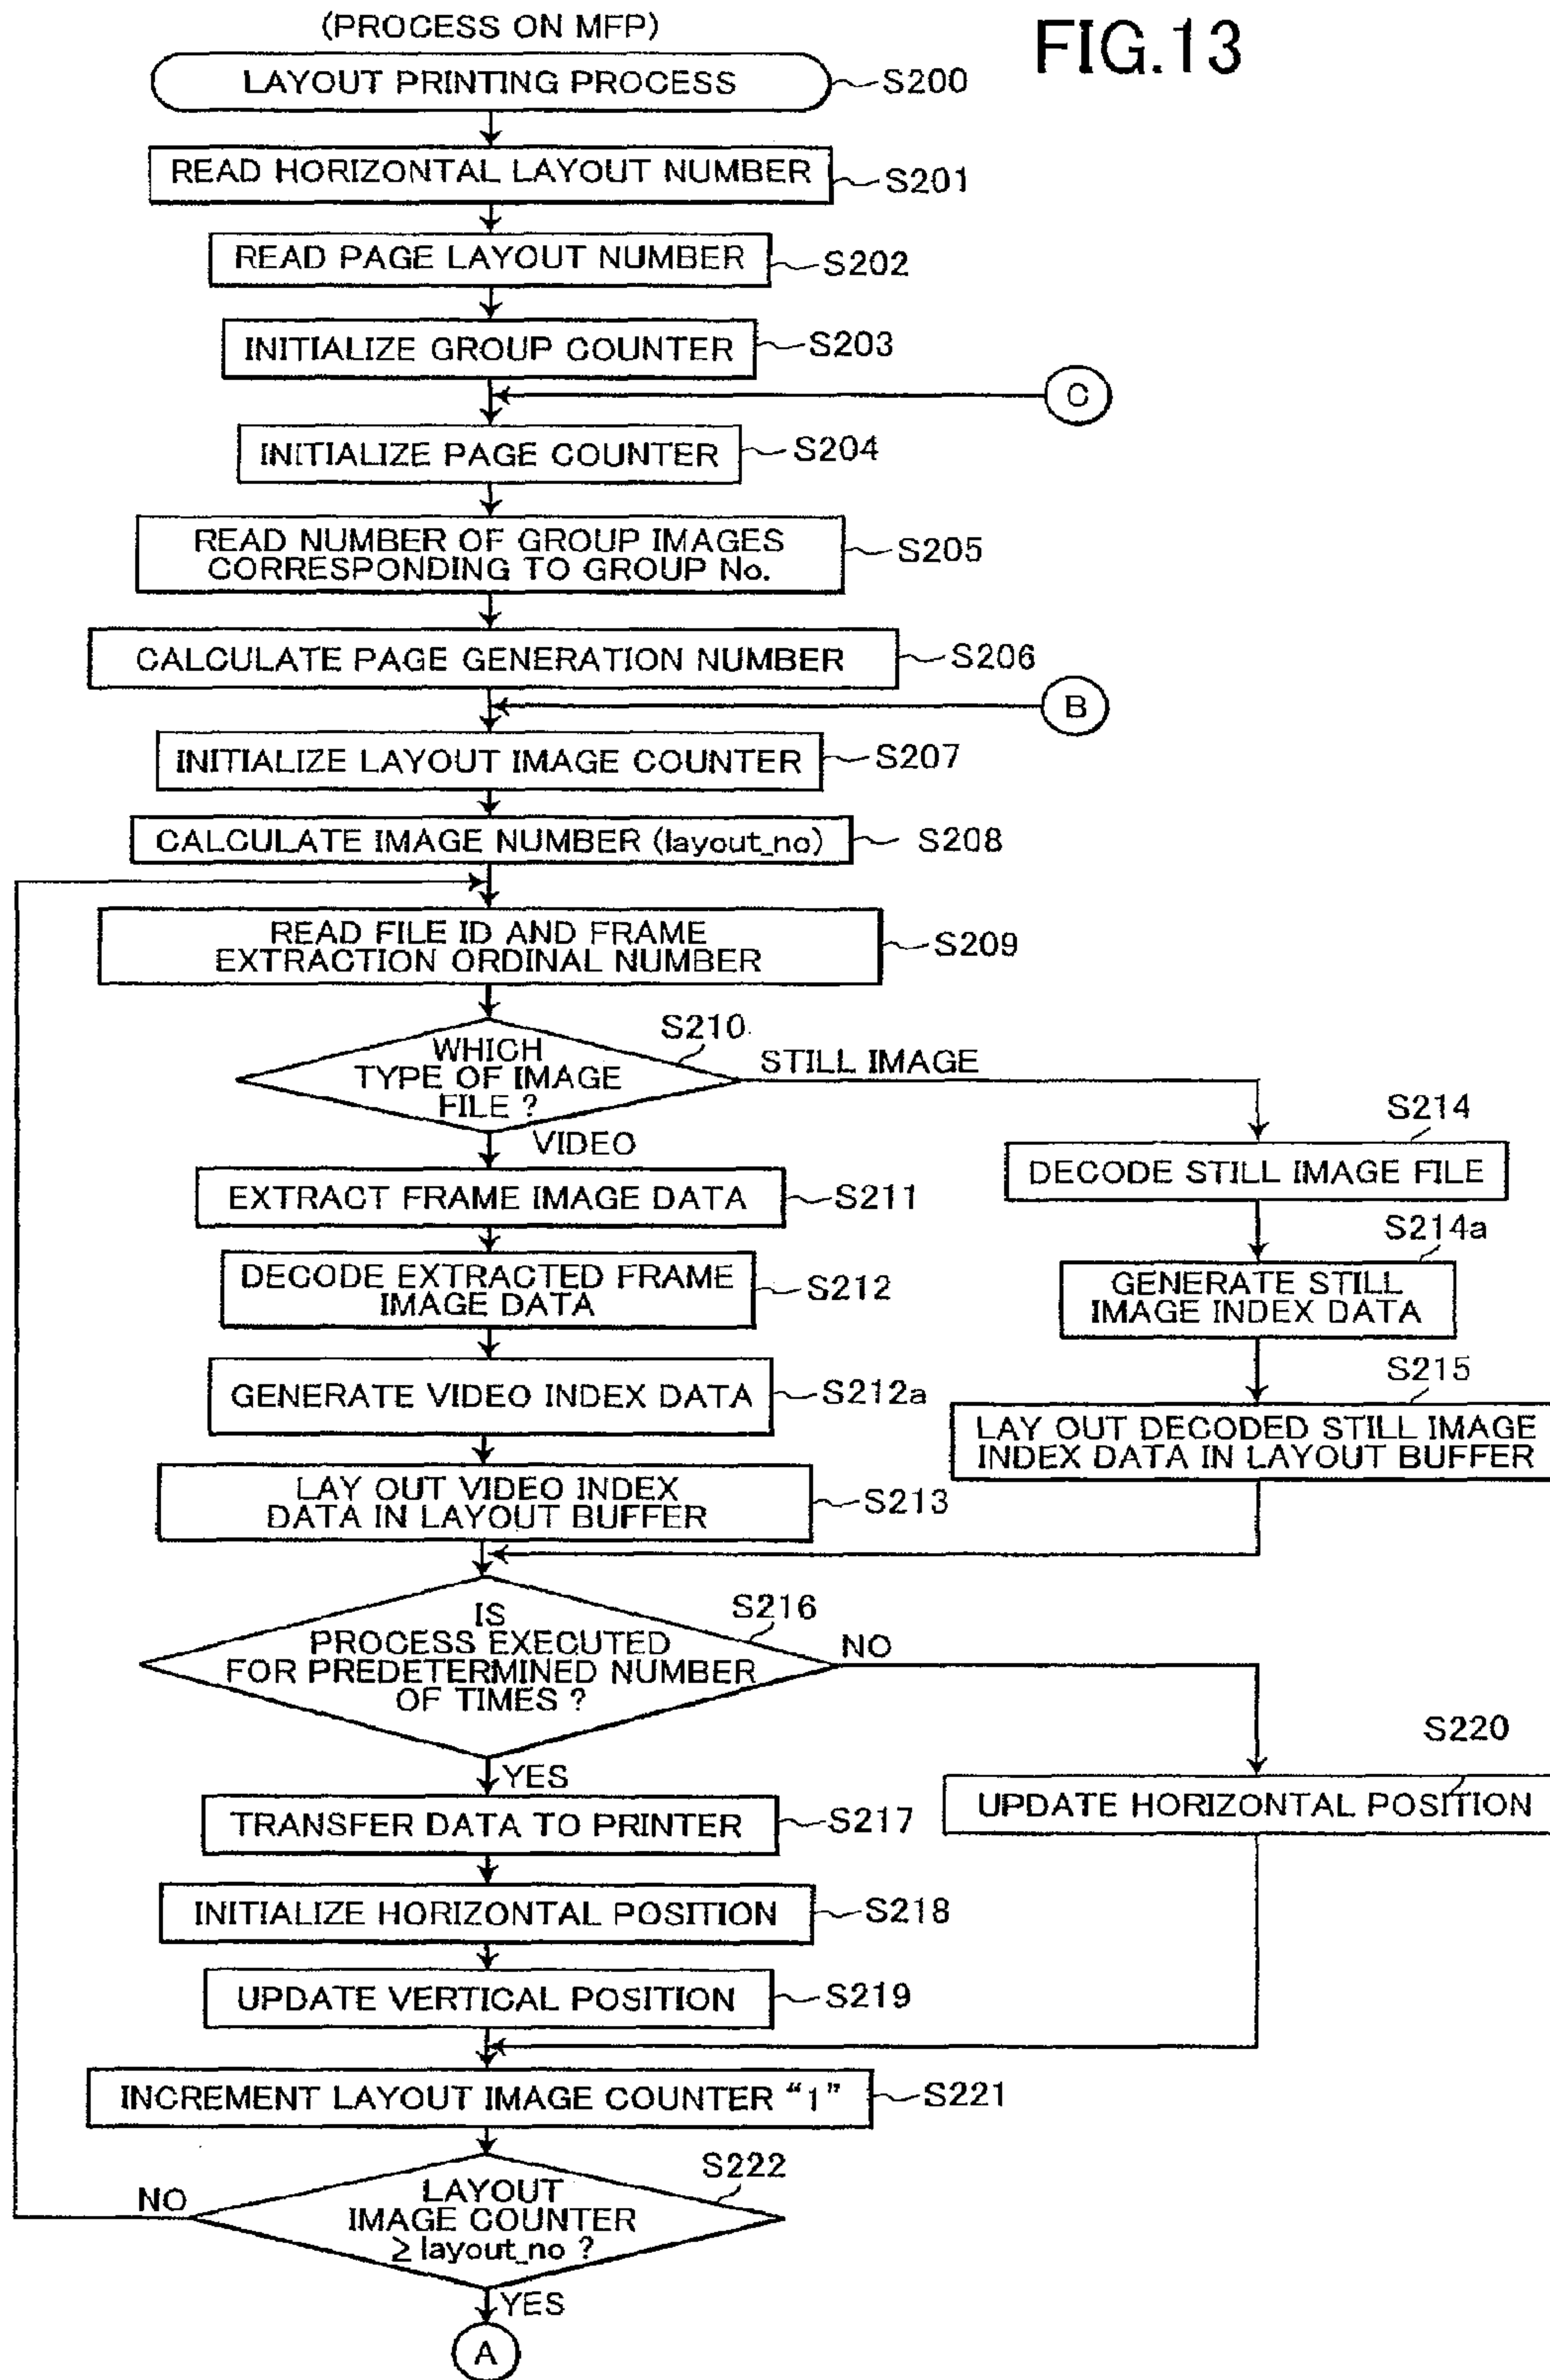 (PROCESS ON MFP)
FIG.13
LAYOUT PRINTING PROCESS
S200
READ HORIZONTAL LAYOUT NUMBER
S201
READ PAGE LAYOUT NUMBER
S202
INITIALIZE GROUP COUNTER
S203
C
INITIALIZE PAGE COUNTER
S204
READ NUMBER OF GROUP IMAGES
CORRESPONDING TO GROUP No.
S205
CALCULATE PAGE GENERATION NUMBER
S206
B
INITIALIZE LAYOUT IMAGE COUNTER
S207
CALCULATE IMAGE NUMBER (layout_no)
S208
READ FILE ID AND FRAME
EXTRACTION ORDINAL NUMBER
S209
S210
WHICH
TYPE OF IMAGE
FILE ?
STILL IMAGE
VIDEO
EXTRACT FRAME IMAGE DATA
S211
DECODE EXTRACTED FRAME
IMAGE DATA
S212
GENERATE VIDEO INDEX DATA
S212a
LAY OUT VIDEO INDEX
DATA IN LAYOUT BUFFER
S213
S214
DECODE STILL IMAGE FILE
S214a
GENERATE STILL
IMAGE INDEX DATA
S215
LAY OUT DECODED STILL IMAGE
INDEX DATA IN LAYOUT BUFFER
S216
IS
PROCESS EXECUTED
FOR PREDETERMINED NUMBER
OF TIMES ?
NO
YES
S220
UPDATE HORIZONTAL POSITION
TRANSFER DATA TO PRINTER
S217
INITIALIZE HORIZONTAL POSITION
S218
UPDATE VERTICAL POSITION
S219
INCREMENT LAYOUT IMAGE COUNTER “1”
S221
S222
LAYOUT
IMAGE COUNTER
≥ layout_no ?
NO
YES
A